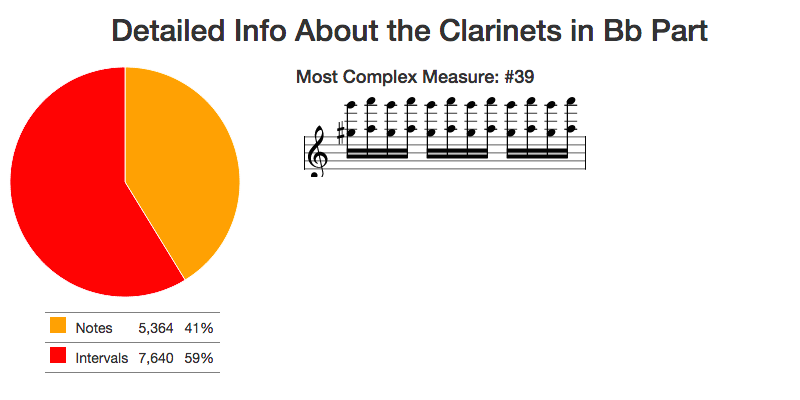 Detailed Info About the Clarinets in Bb Part
Most Complex Measure: #39
Notes 5,364 41%
Intervals 7,640 59%